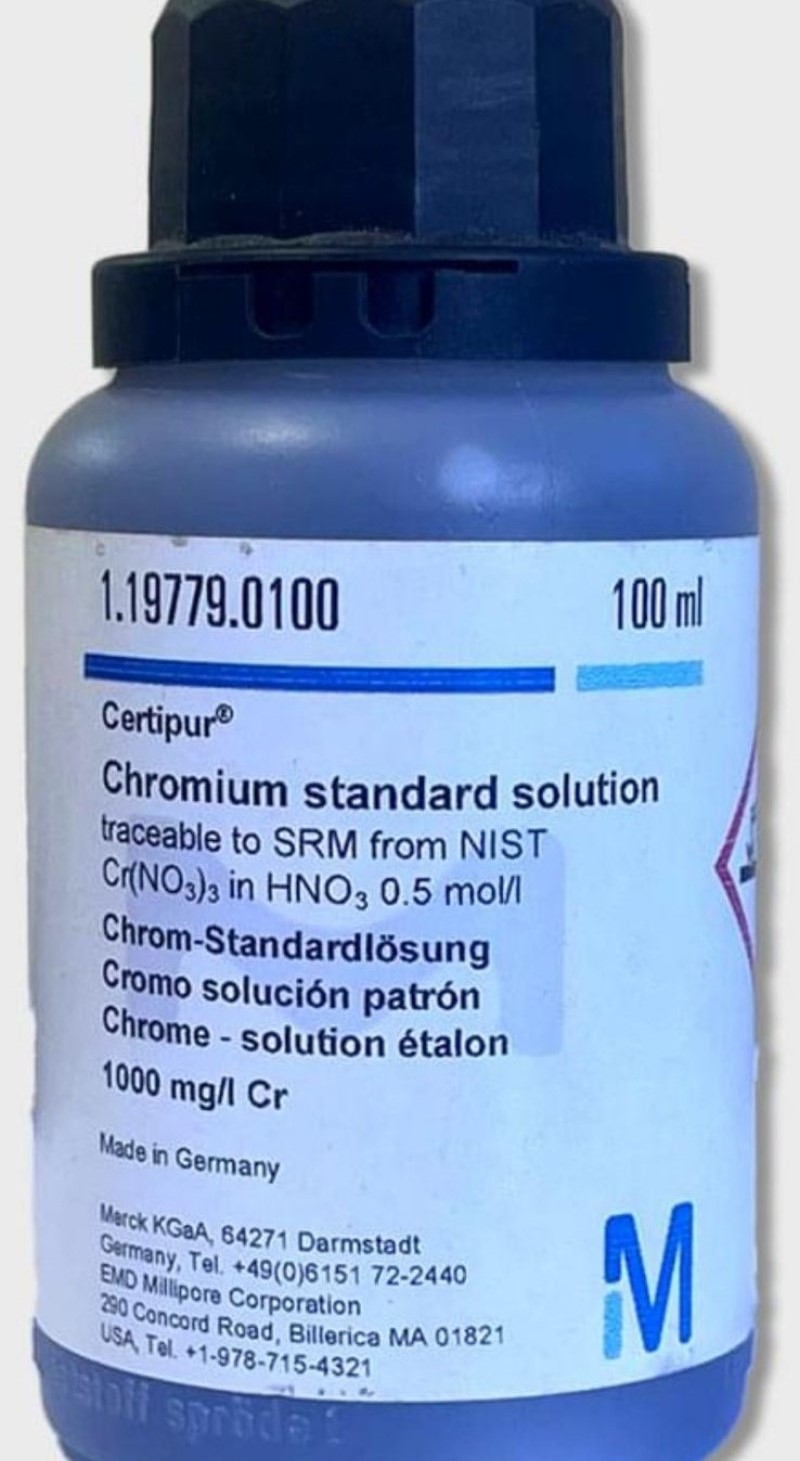 1.19779.0100 100 ml
Certipur®
Chromium standard solution
traceable to SRM from NIST
Cr(NO₃)₃ in HNO₃ 0.5 mol/l
Chrom-Standardlösung
Cromo solución patrón
Chrome - solution étalon
1000 mg/l Cr
Made in Germany
Merck KGaA, 64271 Darmstadt
Germany, Tel. +49(0)6151 72-2440
EMD Millipore Corporation
290 Concord Road, Billerica MA 01821
USA, Tel. +1-978-715-4321
M